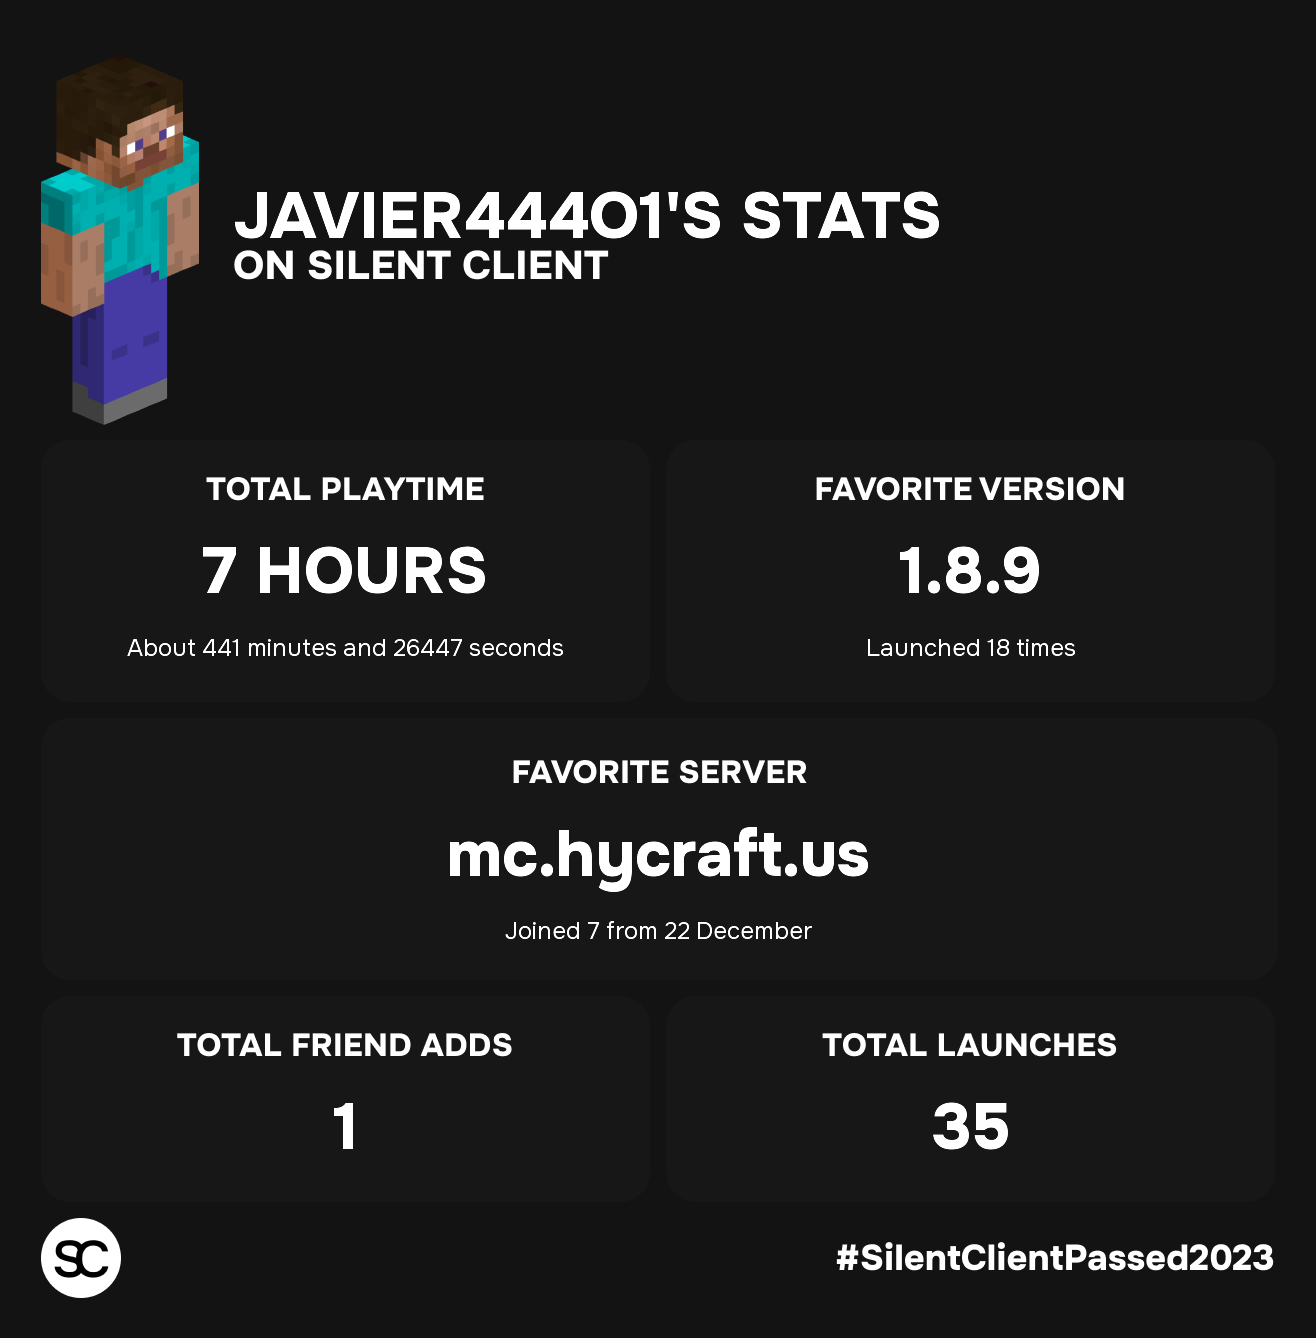 JAVIER44401'S STATS
ON SILENT CLIENT
TOTAL PLAYTIME
7 HOURS
About 441 minutes and 26447 seconds
FAVORITE VERSION
1.8.9
Launched 18 times
FAVORITE SERVER
mc.hycraft.us
Joined 7 from 22 December
TOTAL FRIEND ADDS
1
TOTAL LAUNCHES
35
SC
#SilentClientPassed2023